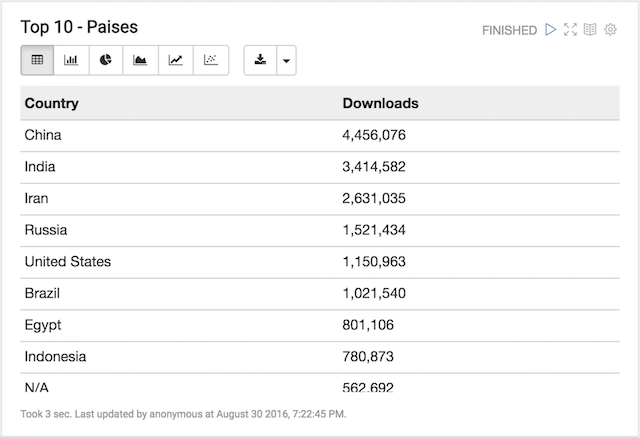 Top 10 - Paises
FINISHED
Country Downloads
China 4,456,076
India 3,414,582
Iran 2,631,035
Russia 1,521,434
United States 1,150,963
Brazil 1,021,540
Egypt 801,106
Indonesia 780,873
N/A 562,692
Took 3 sec. Last updated by anonymous at August 30 2016, 7:22:45 PM.